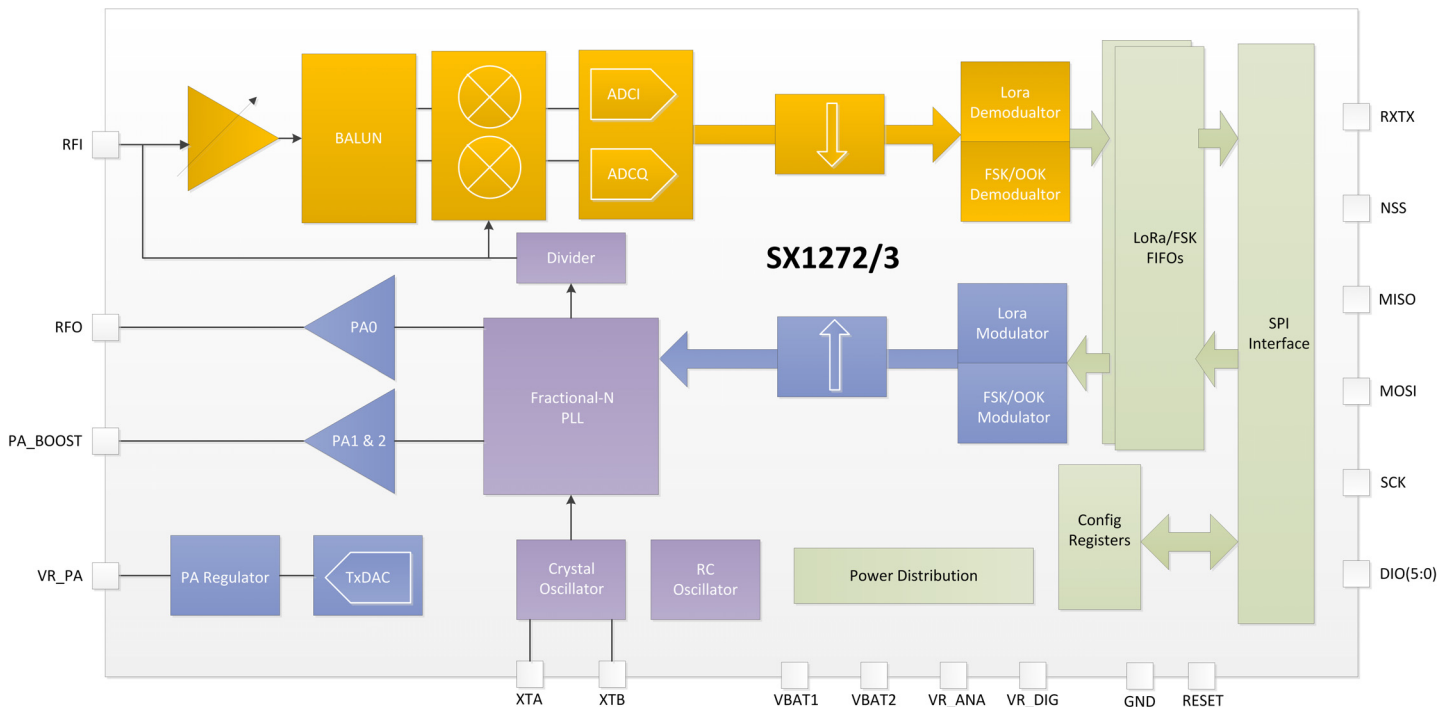 RFI
BALUN
ADCI
ADCQ
Lora
Demodualtor
FSK/OOK
Demodualtor
LoRa/FSK
FIFOs
SPI
Interface
RXTX
NSS
MISO
MOSI
SCK
DIO(5:0)
Divider
SX1272/3
RFO
PA0
Fractional-N
PLL
Lora
Modulator
FSK/OOK
Modulator
PA_BOOST
PA1 & 2
VR_PA
PA Regulator
TxDAC
Crystal
Oscillator
RC
Oscillator
Power Distribution
Config
Registers
XTA
XTB
VBAT1
VBAT2
VR_ANA
VR_DIG
GND
RESET